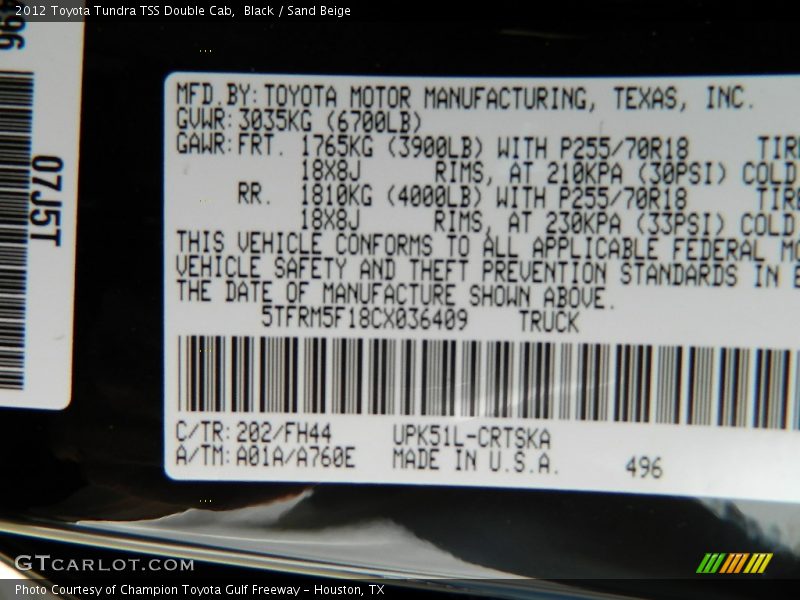 2012 Toyota Tundra TSS Double Cab,  Black / Sand Beige
496
07J5T
MFD.BY:TOYOTA MOTOR MANUFACTURING, TEXAS, INC.
GVWR:3035KG (6700LB)
GAWR:FRT. 1765KG (3900LB) WITH P255/70R18 TIRE
18X8J RIMS, AT 210KPA (30PSI) COLD
RR. 1810KG (4000LB) WITH P255/70R18 TIRE
18X8J RIMS, AT 230KPA (33PSI) COLD
THIS VEHICLE CONFORMS TO ALL APPLICABLE FEDERAL MO
VEHICLE SAFETY AND THEFT PREVENTION STANDARDS IN E
THE DATE OF MANUFACTURE SHOWN ABOVE.
5TFRM5F18CX036409 TRUCK
C/TR:202/FH44 UPK51L-CRTSKA
A/TM:A01A/A760E MADE IN U.S.A. 496
GTCarlot.com
Photo Courtesy of Champion Toyota Gulf Freeway - Houston, TX